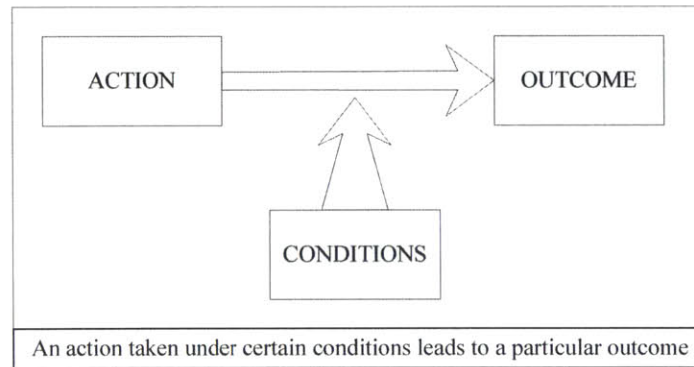 ACTION
OUTCOME
CONDITIONS
An action taken under certain conditions leads to a particular outcome